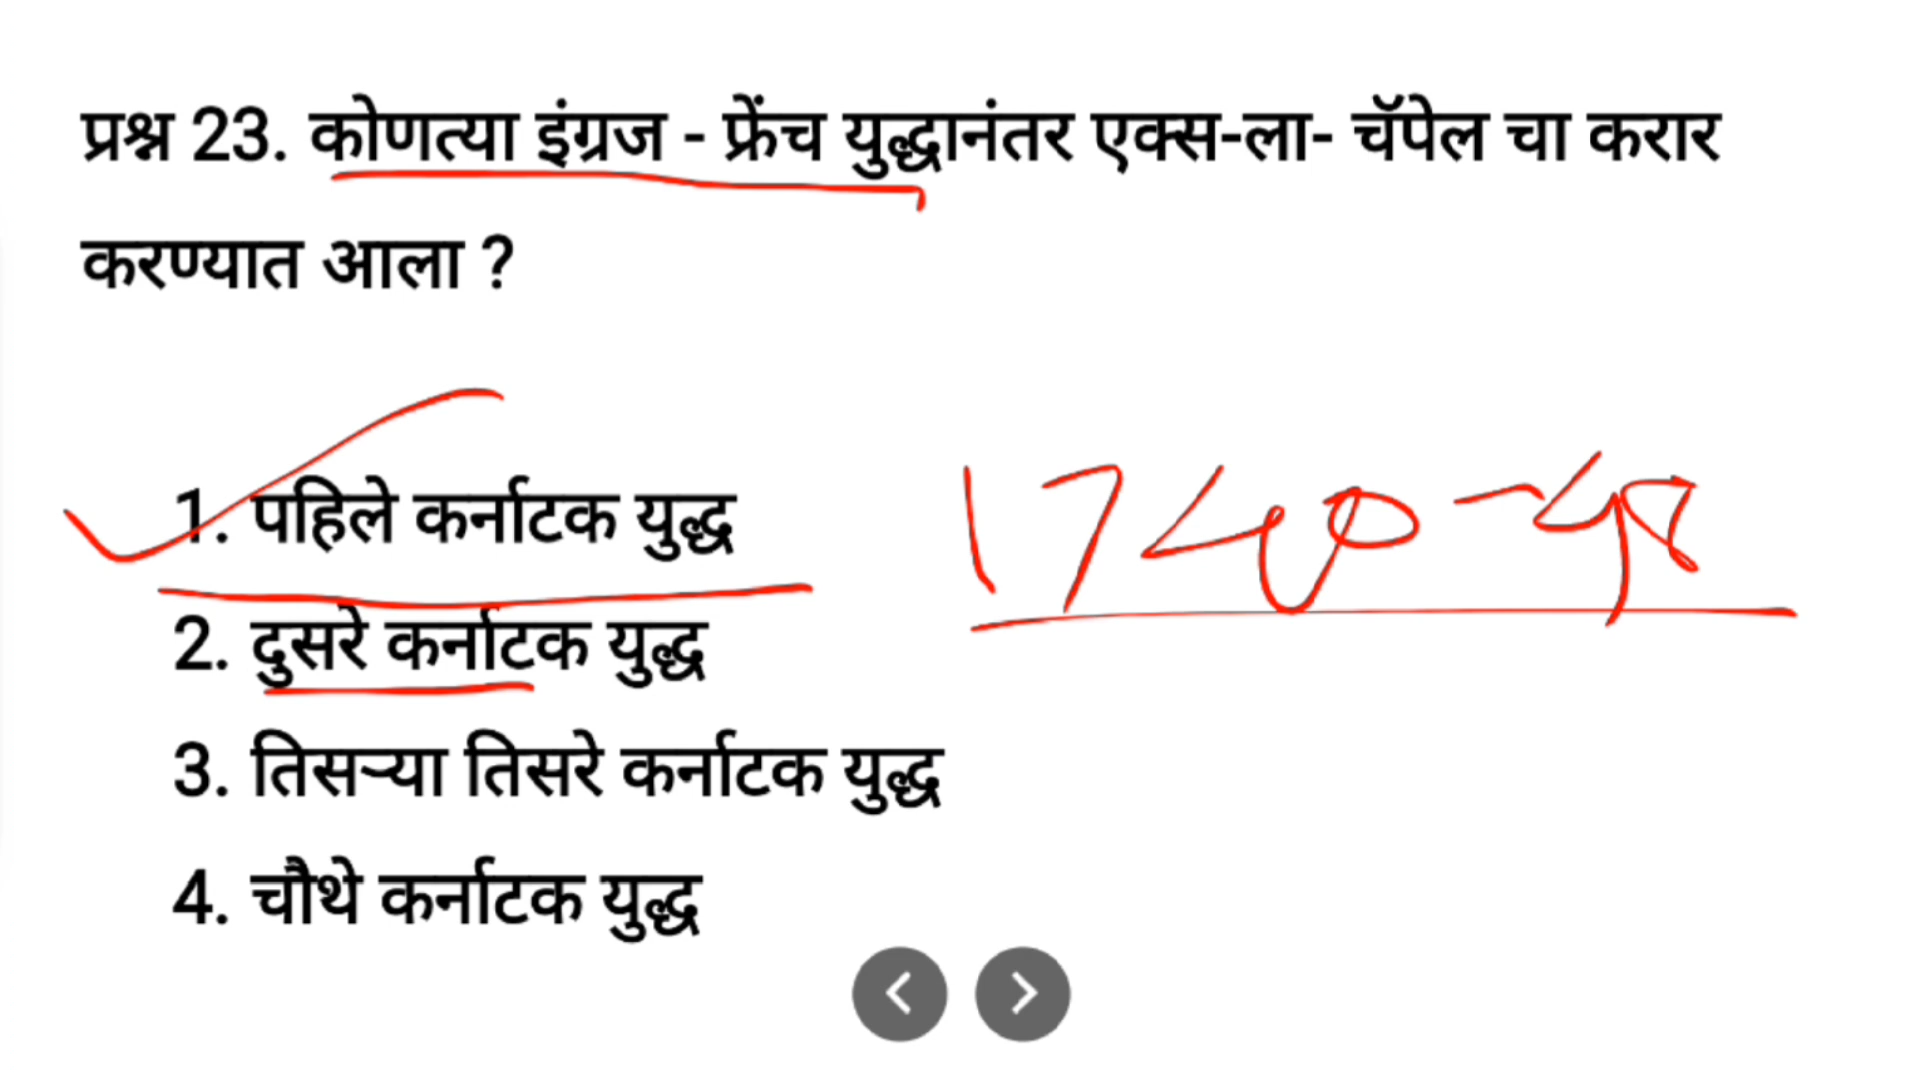 प्रश्न 23. कोणत्या इंग्रज - फ्रेंच युद्धानंतर एक्स-ला- चॅपेल चा करार
करण्यात आला ?
1. पहिले कर्नाटक युद्ध
1740-48
2. दुसरे कर्नाटक युद्ध
3. तिसऱ्या तिसरे कर्नाटक युद्ध
4. चौथे कर्नाटक युद्ध